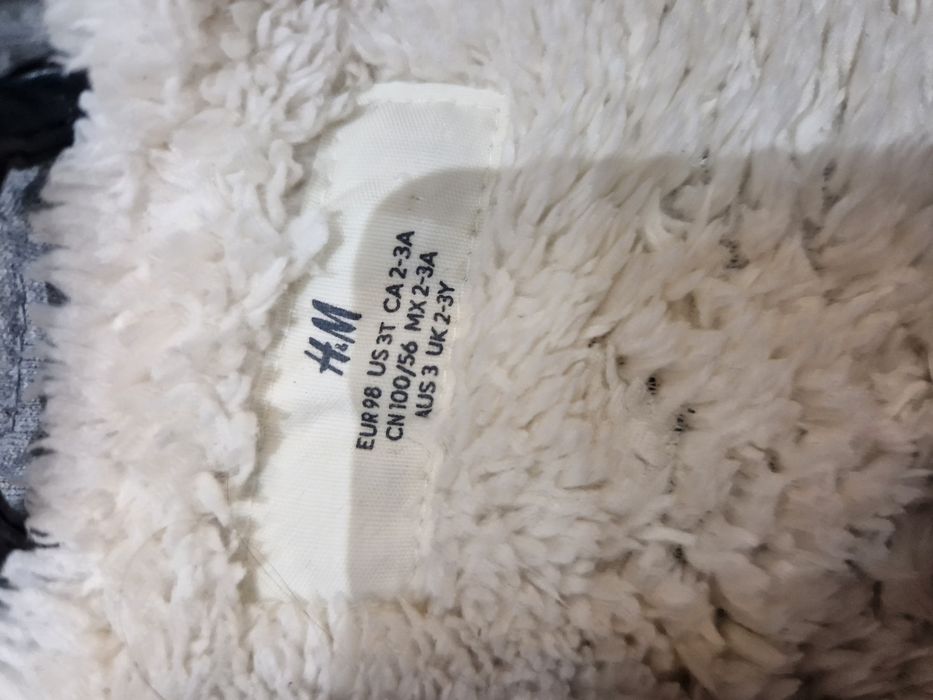 H&M
EUR98 US 3T CA 2-3A
CN100/56 MX 2-3A
AUS 3 UK 2-3Y